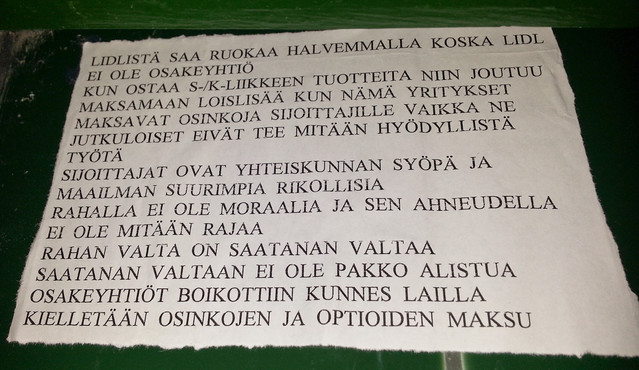 LIDLISTÄ SAA RUOKAA HALVEMMALLA KOSKA LIDL
EI OLE OSAKEYHTIÖ
KUN OSTAA S-/K-LIIKKEEN TUOTTEITA NIIN JOUTUU
MAKSAMAAN LOISLISÄÄ KUN NÄMÄ YRITYKSET
MAKSAVAT OSINKOJA SIJOITTAJILLE VAIKKA NE
JUTKULOISET EIVÄT TEE MITÄÄN HYÖDYLLISTÄ
TYÖTÄ
SIJOITTAJAT OVAT YHTEISKUNNAN SYÖPÄ JA
MAAILMAN SUURIMPIA RIKOLLISIA
RAHALLA EI OLE MORAALIA JA SEN AHNEUDELLA
EI OLE MITÄÄN RAJAA
RAHAN VALTA ON SAATANAN VALTAA
SAATANAN VALTAAN EI OLE PAKKO ALISTUA
OSAKEYHTIÖT BOIKOTTIIN KUNNES LAILLA
KIELLETÄÄN OSINKOJEN JA OPTIOIDEN MAKSU